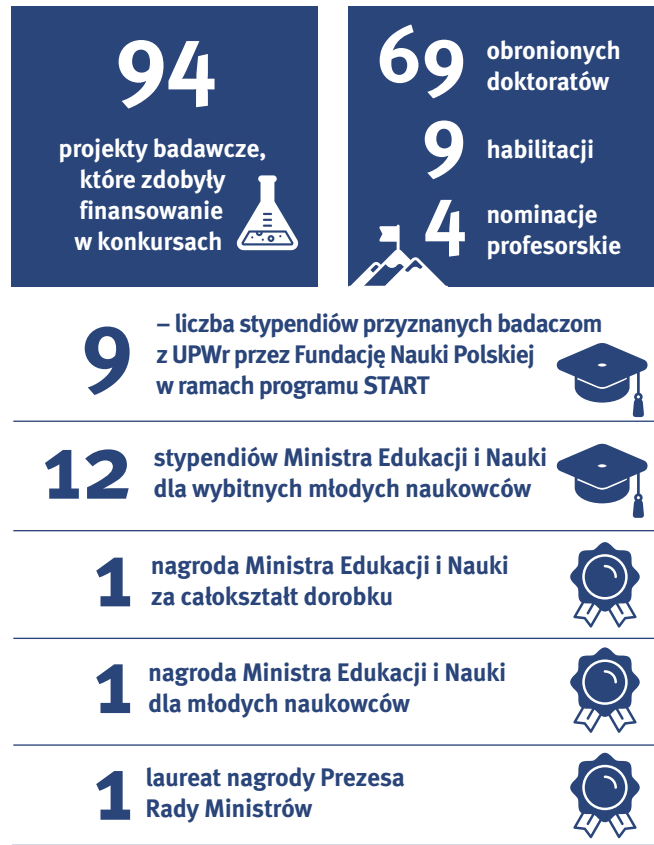 94
projekty badawcze,
które zdobyły
finansowanie
w konkursach
69 obronionych
doktoratów
9 habilitacji
4 nominacje
profesorskie
9 – liczba stypendiów przyznanych badaczom
z UPWr przez Fundację Nauki Polskiej
w ramach programu START
12 stypendiów Ministra Edukacji i Nauki
dla wybitnych młodych naukowców
1 nagroda Ministra Edukacji i Nauki
za całokształt dorobku
1 nagroda Ministra Edukacji i Nauki
dla młodych naukowców
1 laureat nagrody Prezesa
Rady Ministrów